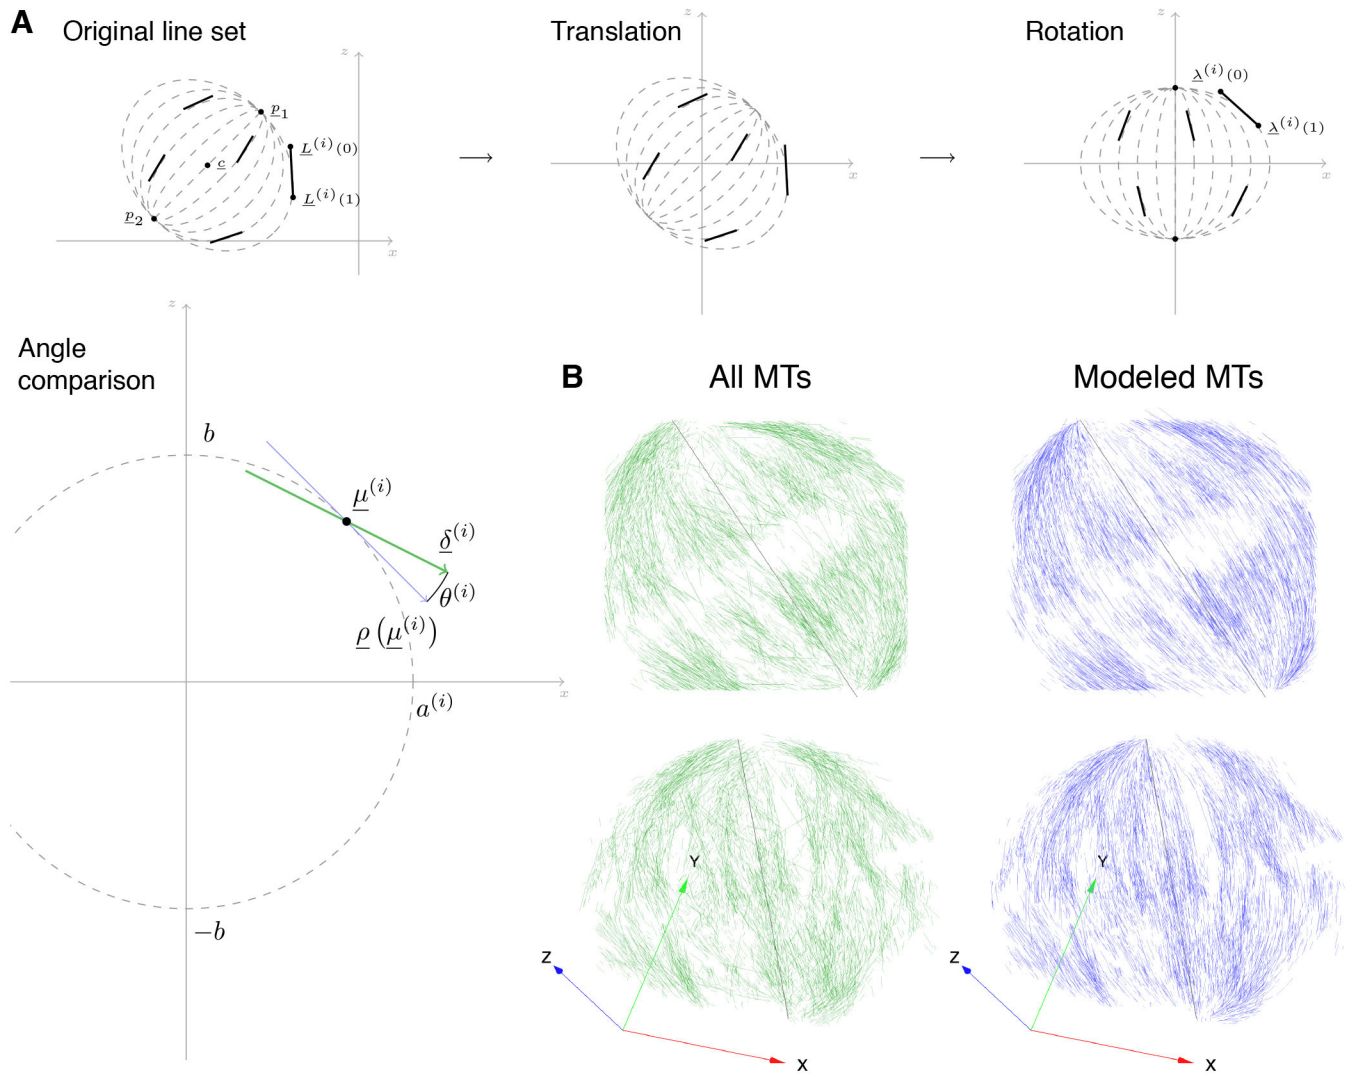 A
Original line set
z
p₁
L⁽ⁱ⁾(0)
c
L⁽ⁱ⁾(1)
p₂
x
Translation
z
x
Rotation
z
λ⁽ⁱ⁾(0)
λ⁽ⁱ⁾(1)
x
Angle
comparison
z
b
μ⁽ⁱ⁾
δ⁽ⁱ⁾
θ⁽ⁱ⁾
ρ(μ⁽ⁱ⁾)
x
a⁽ⁱ⁾
−b
B
All MTs
Modeled MTs
Y
Z
X
Y
Z
X